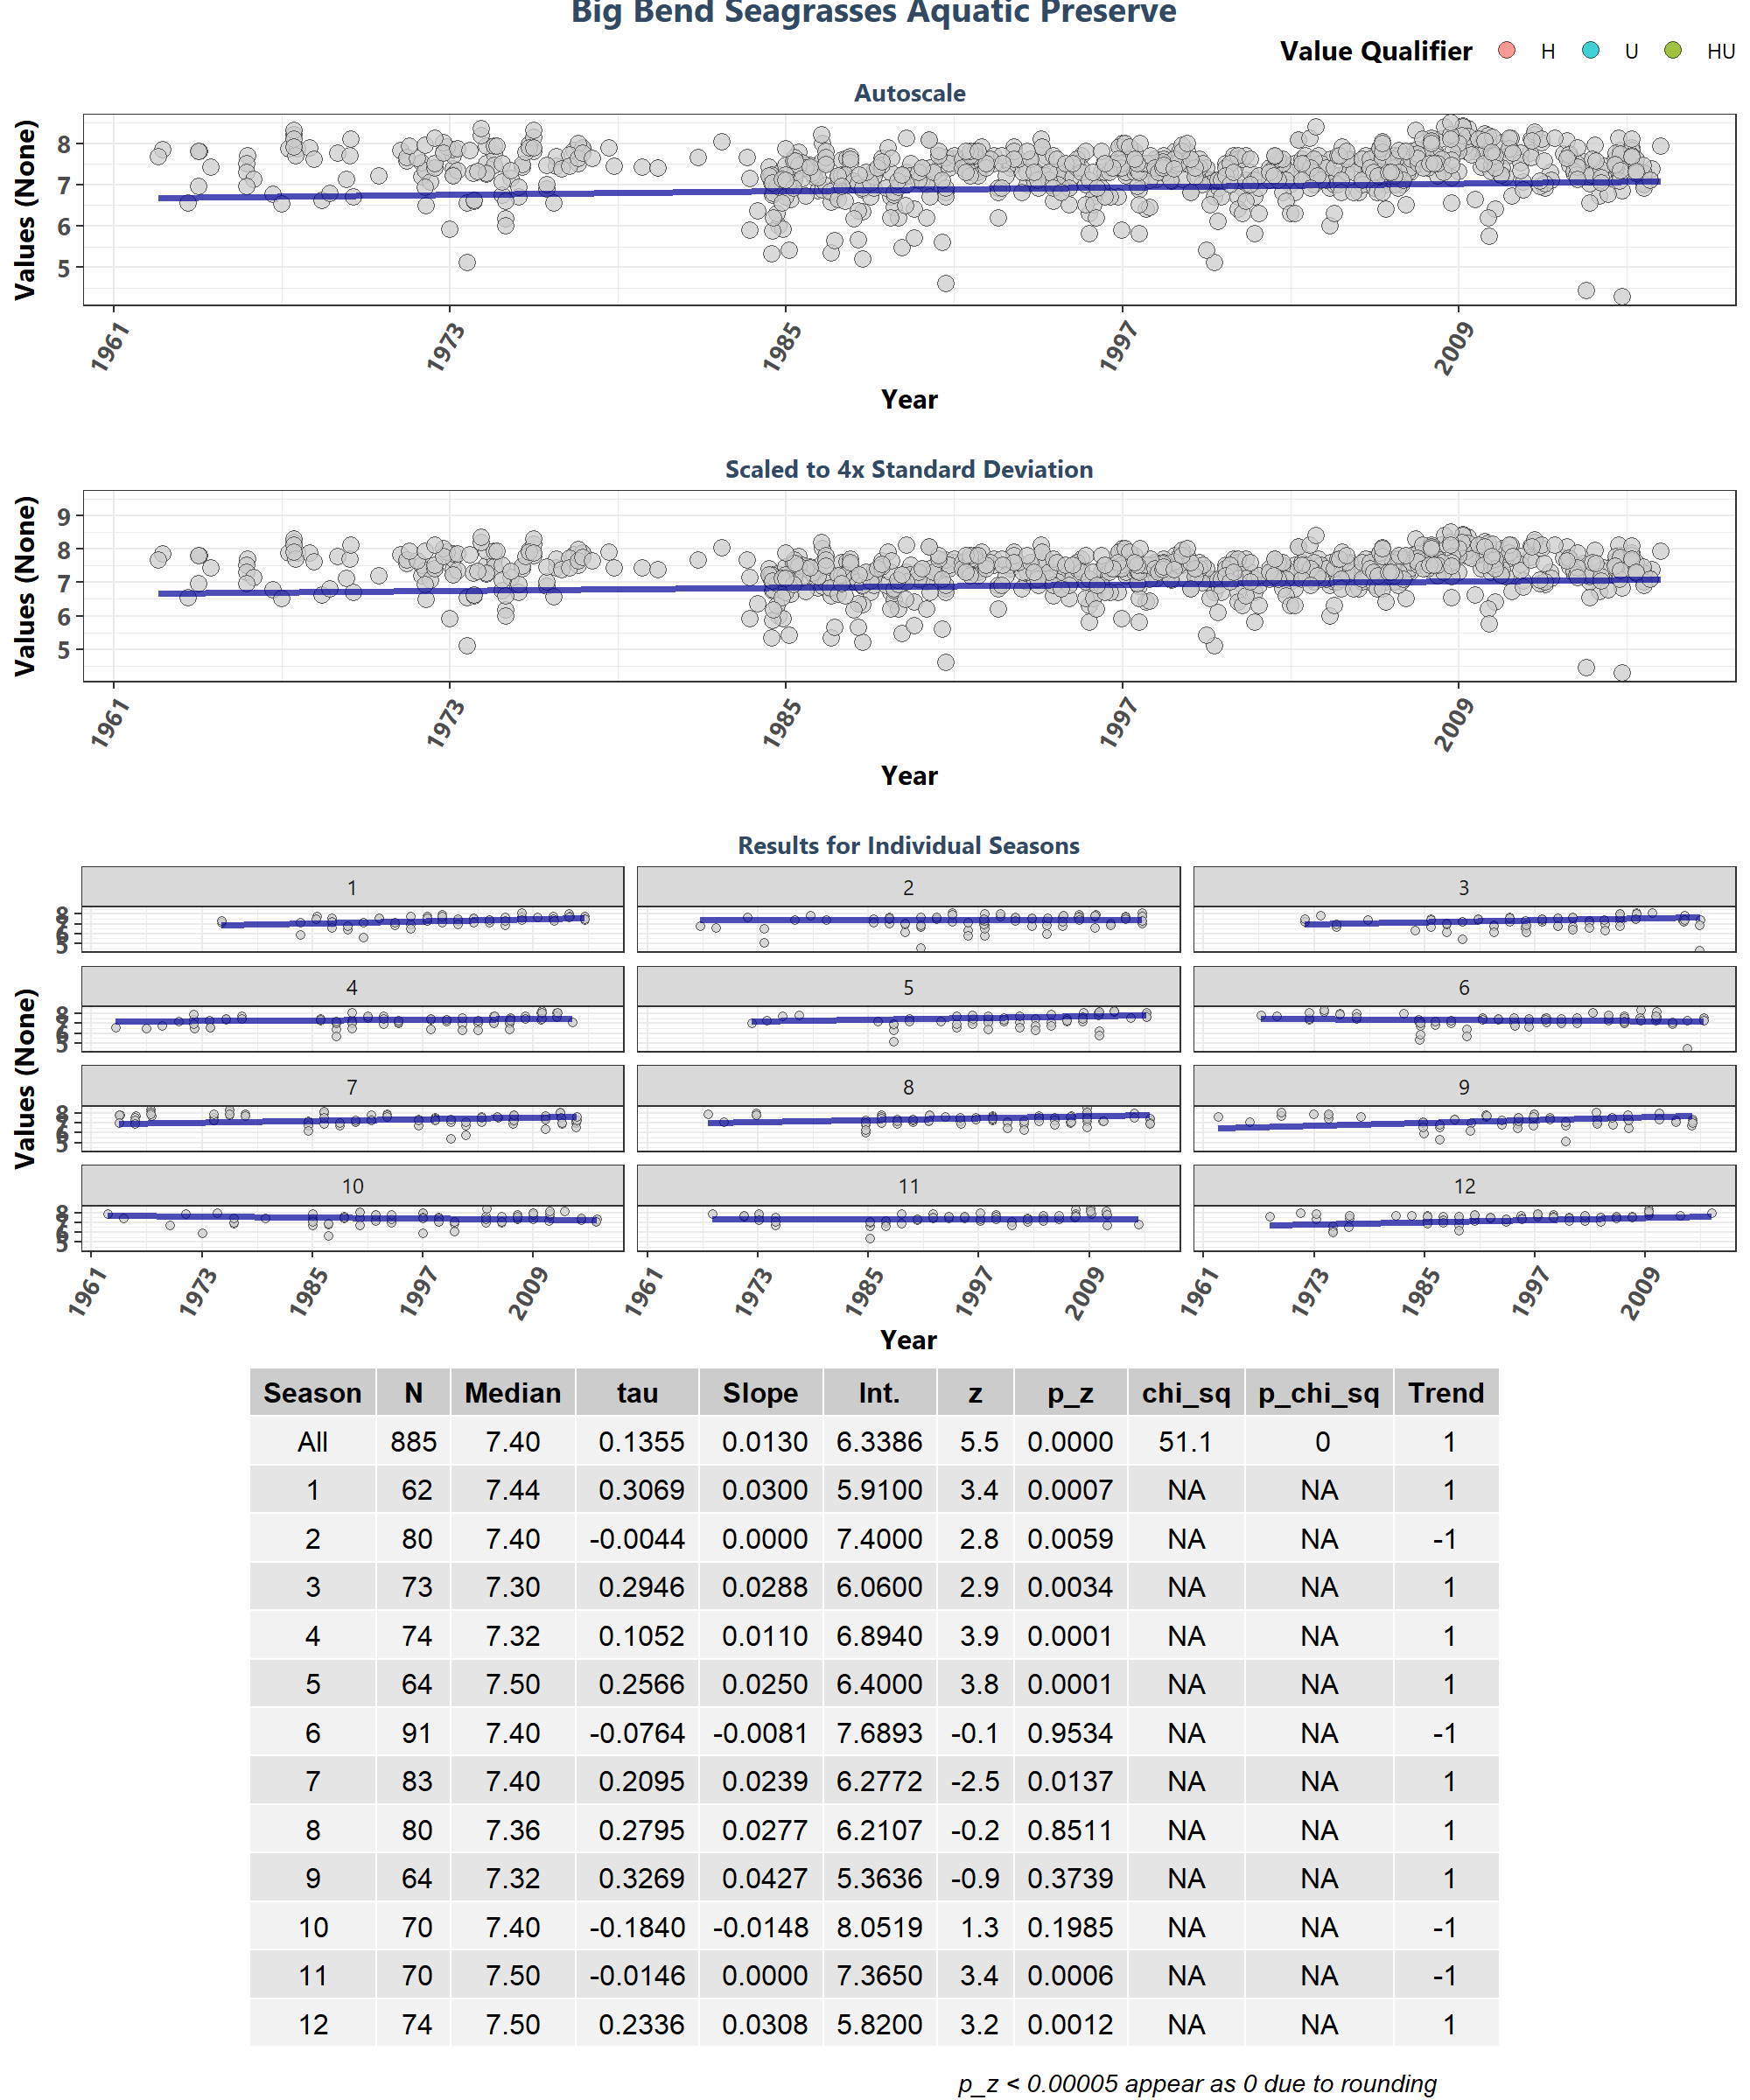 Big Bend Seagrasses Aquatic Preserve
Value Qualifier H U HU
Autoscale
Values (None)
8
7
6
5
1961 1973 1985 1997 2009
Year
Scaled to 4x Standard Deviation
Values (None)
9
8
7
6
5
1961 1973 1985 1997 2009
Year
Results for Individual Seasons
Values (None)
1 2 3
8
7
6
5
4 5 6
8
7
6
5
7 8 9
8
7
6
5
10 11 12
8
7
6
5
1961 1973 1985 1997 2009 1961 1973 1985 1997 2009 1961 1973 1985 1997 2009
Year
Season N Median tau Slope Int. z p_z chi_sq p_chi_sq Trend
All 885 7.40 0.1355 0.0130 6.3386 5.5 0.0000 51.1 0 1
1 62 7.44 0.3069 0.0300 5.9100 3.4 0.0007 NA NA 1
2 80 7.40 -0.0044 0.0000 7.4000 2.8 0.0059 NA NA -1
3 73 7.30 0.2946 0.0288 6.0600 2.9 0.0034 NA NA 1
4 74 7.32 0.1052 0.0110 6.8940 3.9 0.0001 NA NA 1
5 64 7.50 0.2566 0.0250 6.4000 3.8 0.0001 NA NA 1
6 91 7.40 -0.0764 -0.0081 7.6893 -0.1 0.9534 NA NA -1
7 83 7.40 0.2095 0.0239 6.2772 -2.5 0.0137 NA NA 1
8 80 7.36 0.2795 0.0277 6.2107 -0.2 0.8511 NA NA 1
9 64 7.32 0.3269 0.0427 5.3636 -0.9 0.3739 NA NA 1
10 70 7.40 -0.1840 -0.0148 8.0519 1.3 0.1985 NA NA -1
11 70 7.50 -0.0146 0.0000 7.3650 3.4 0.0006 NA NA -1
12 74 7.50 0.2336 0.0308 5.8200 3.2 0.0012 NA NA 1
p_z < 0.00005 appear as 0 due to rounding